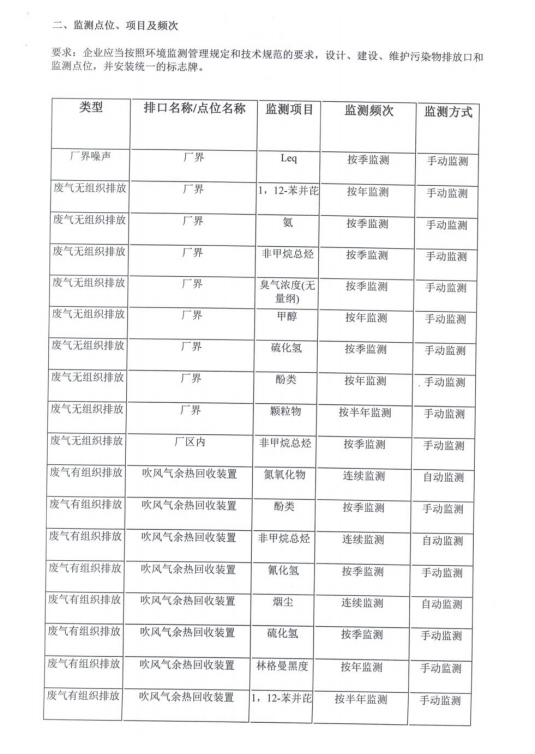 二、监测点位、项目及频次
要求：企业应当按照环境监测管理规定和技术规范的要求，设计、建设、维护污染物排放口和
监测点位，并安装统一的标志牌。
类型 排口名称/点位名称 监测项目 监测频次 监测方式
厂界噪声 厂界 Leq 按季监测 手动监测
废气无组织排放 厂界 1，12-苯并芘 按年监测 手动监测
废气无组织排放 厂界 氨 按季监测 手动监测
废气无组织排放 厂界 非甲烷总烃 按季监测 手动监测
废气无组织排放 厂界 臭气浓度(无 按季监测 手动监测
量纲)
废气无组织排放 厂界 甲醇 按年监测 手动监测
废气无组织排放 厂界 硫化氢 按季监测 手动监测
废气无组织排放 厂界 酚类 按年监测 手动监测
废气无组织排放 厂界 颗粒物 按半年监测 手动监测
废气无组织排放 厂区内 非甲烷总烃 按季监测 手动监测
废气有组织排放 吹风气余热回收装置 氮氧化物 连续监测 自动监测
废气有组织排放 吹风气余热回收装置 酚类 按季监测 手动监测
废气有组织排放 吹风气余热回收装置 非甲烷总烃 连续监测 自动监测
废气有组织排放 吹风气余热回收装置 氰化氢 按季监测 手动监测
废气有组织排放 吹风气余热回收装置 烟尘 连续监测 自动监测
废气有组织排放 吹风气余热回收装置 硫化氢 按季监测 手动监测
废气有组织排放 吹风气余热回收装置 林格曼黑度 按年监测 手动监测
废气有组织排放 吹风气余热回收装置 1，12-苯并芘 按半年监测 手动监测